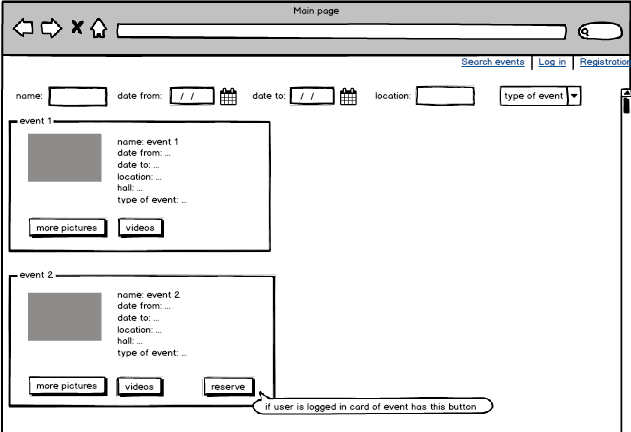 Main page
Search events Log in Registration
name: date from: / / date to: / / location: type of event
event 1
name: event 1
date from: ...
date to: ...
location: ...
hall: ...
type of event: ...
more pictures videos
event 2
name: event 2
date from: ...
date to: ...
location: ...
hall: ...
type of event: ...
more pictures videos reserve
if user is logged in card of event has this button